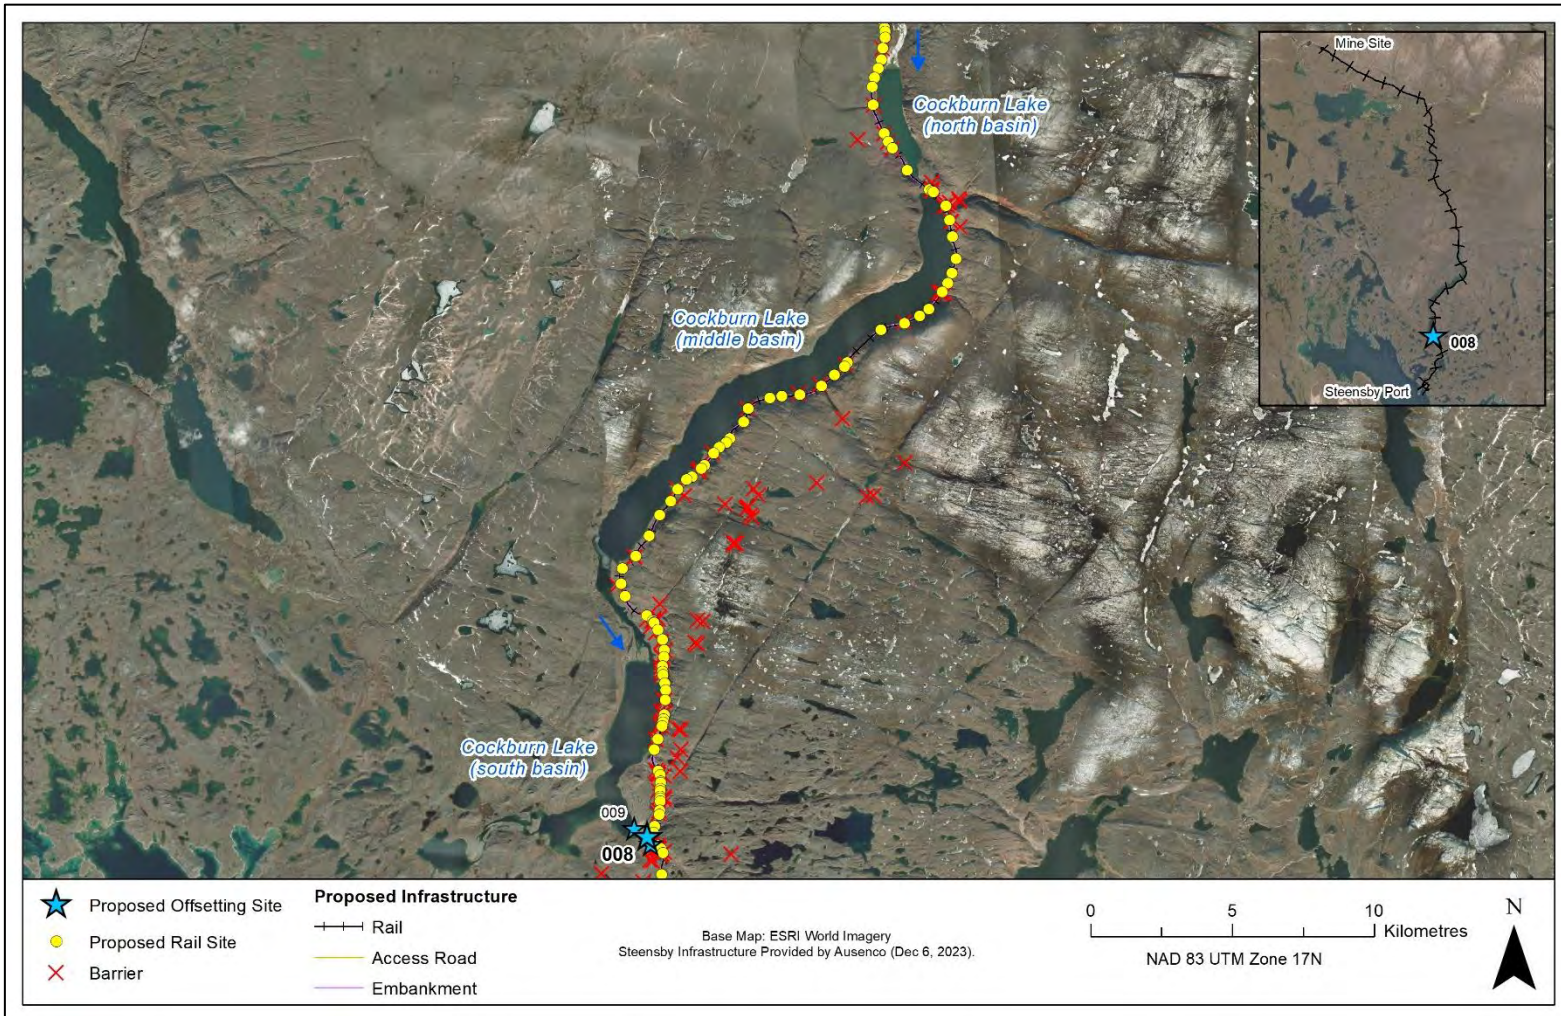 Mine Site
008
Steensby Port
Cockburn Lake
(north basin)
Cockburn Lake
(middle basin)
Cockburn Lake
(south basin)
009
008
Proposed Offsetting Site
Proposed Rail Site
Barrier
Proposed Infrastructure
Rail
Access Road
Embankment
Base Map: ESRI World Imagery
Steensby Infrastructure Provided by Ausenco (Dec 6, 2023).
0 5 10
Kilometres
NAD 83 UTM Zone 17N
N